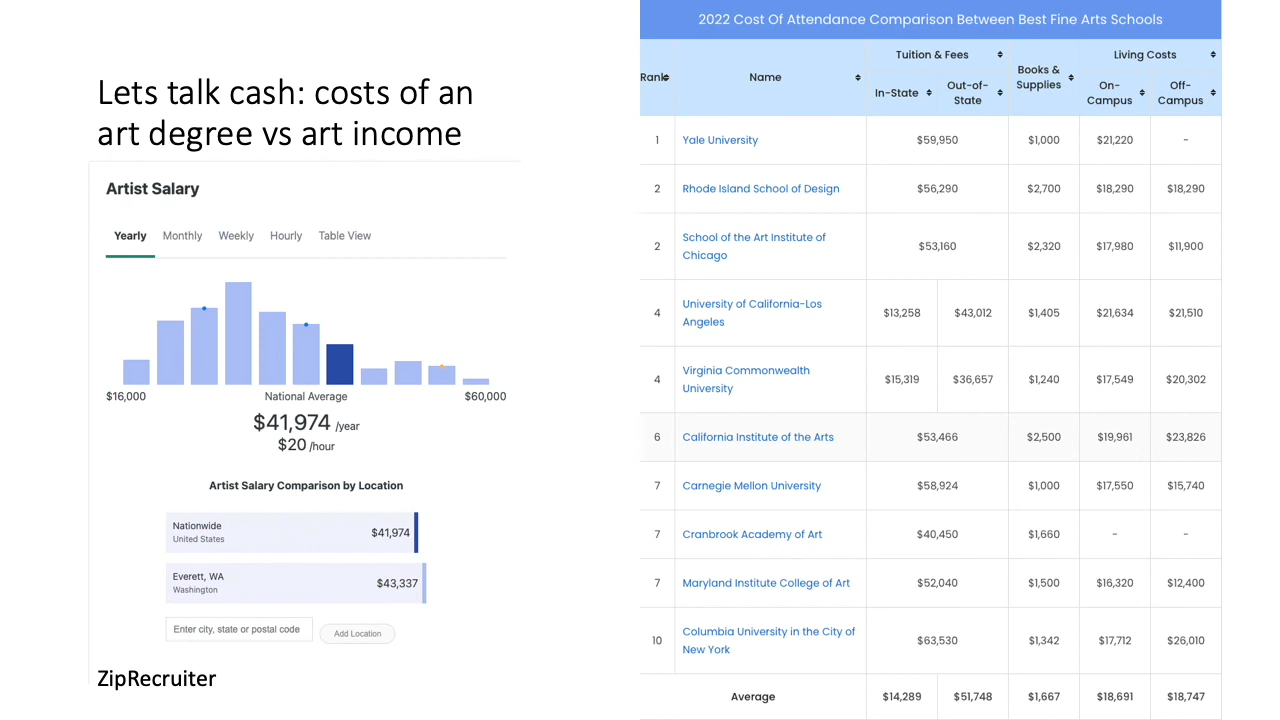 Lets talk cash: costs of an
art degree vs art income
Artist Salary
Yearly Monthly Weekly Hourly Table View
$16,000 National Average $60,000
$41,974 /year
$20 /hour
Artist Salary Comparison by Location
Nationwide
United States
$41,974
Everett, WA
Washington
$43,337
Enter city, state or postal code Add Location
ZipRecruiter
2022 Cost Of Attendance Comparison Between Best Fine Arts Schools
Rank Name Tuition & Fees Books & Supplies Living Costs
In-State Out-of-State On-Campus Off-Campus
1 Yale University $59,950 $1,000 $21,220 -
2 Rhode Island School of Design $56,290 $2,700 $18,290 $18,290
2 School of the Art Institute of Chicago $53,160 $2,320 $17,980 $11,900
4 University of California-Los Angeles $13,258 $43,012 $1,405 $21,634 $21,510
4 Virginia Commonwealth University $15,319 $36,657 $1,240 $17,549 $20,302
6 California Institute of the Arts $53,466 $2,500 $19,961 $23,826
7 Carnegie Mellon University $58,924 $1,000 $17,550 $15,740
7 Cranbrook Academy of Art $40,450 $1,660 - -
7 Maryland Institute College of Art $52,040 $1,500 $16,320 $12,400
10 Columbia University in the City of New York $63,530 $1,342 $17,712 $26,010
Average $14,289 $51,748 $1,667 $18,691 $18,747